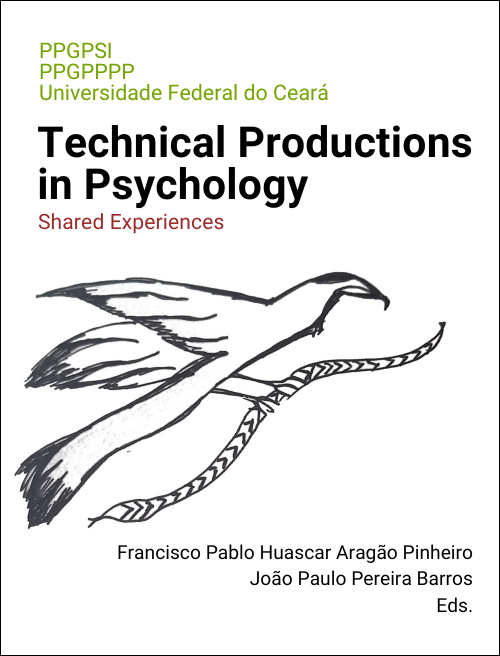 PPGPSI
PPGPPPP
Universidade Federal do Ceará
Technical Productions
in Psychology
Shared Experiences
Francisco Pablo Huascar Aragão Pinheiro
João Paulo Pereira Barros
Eds.